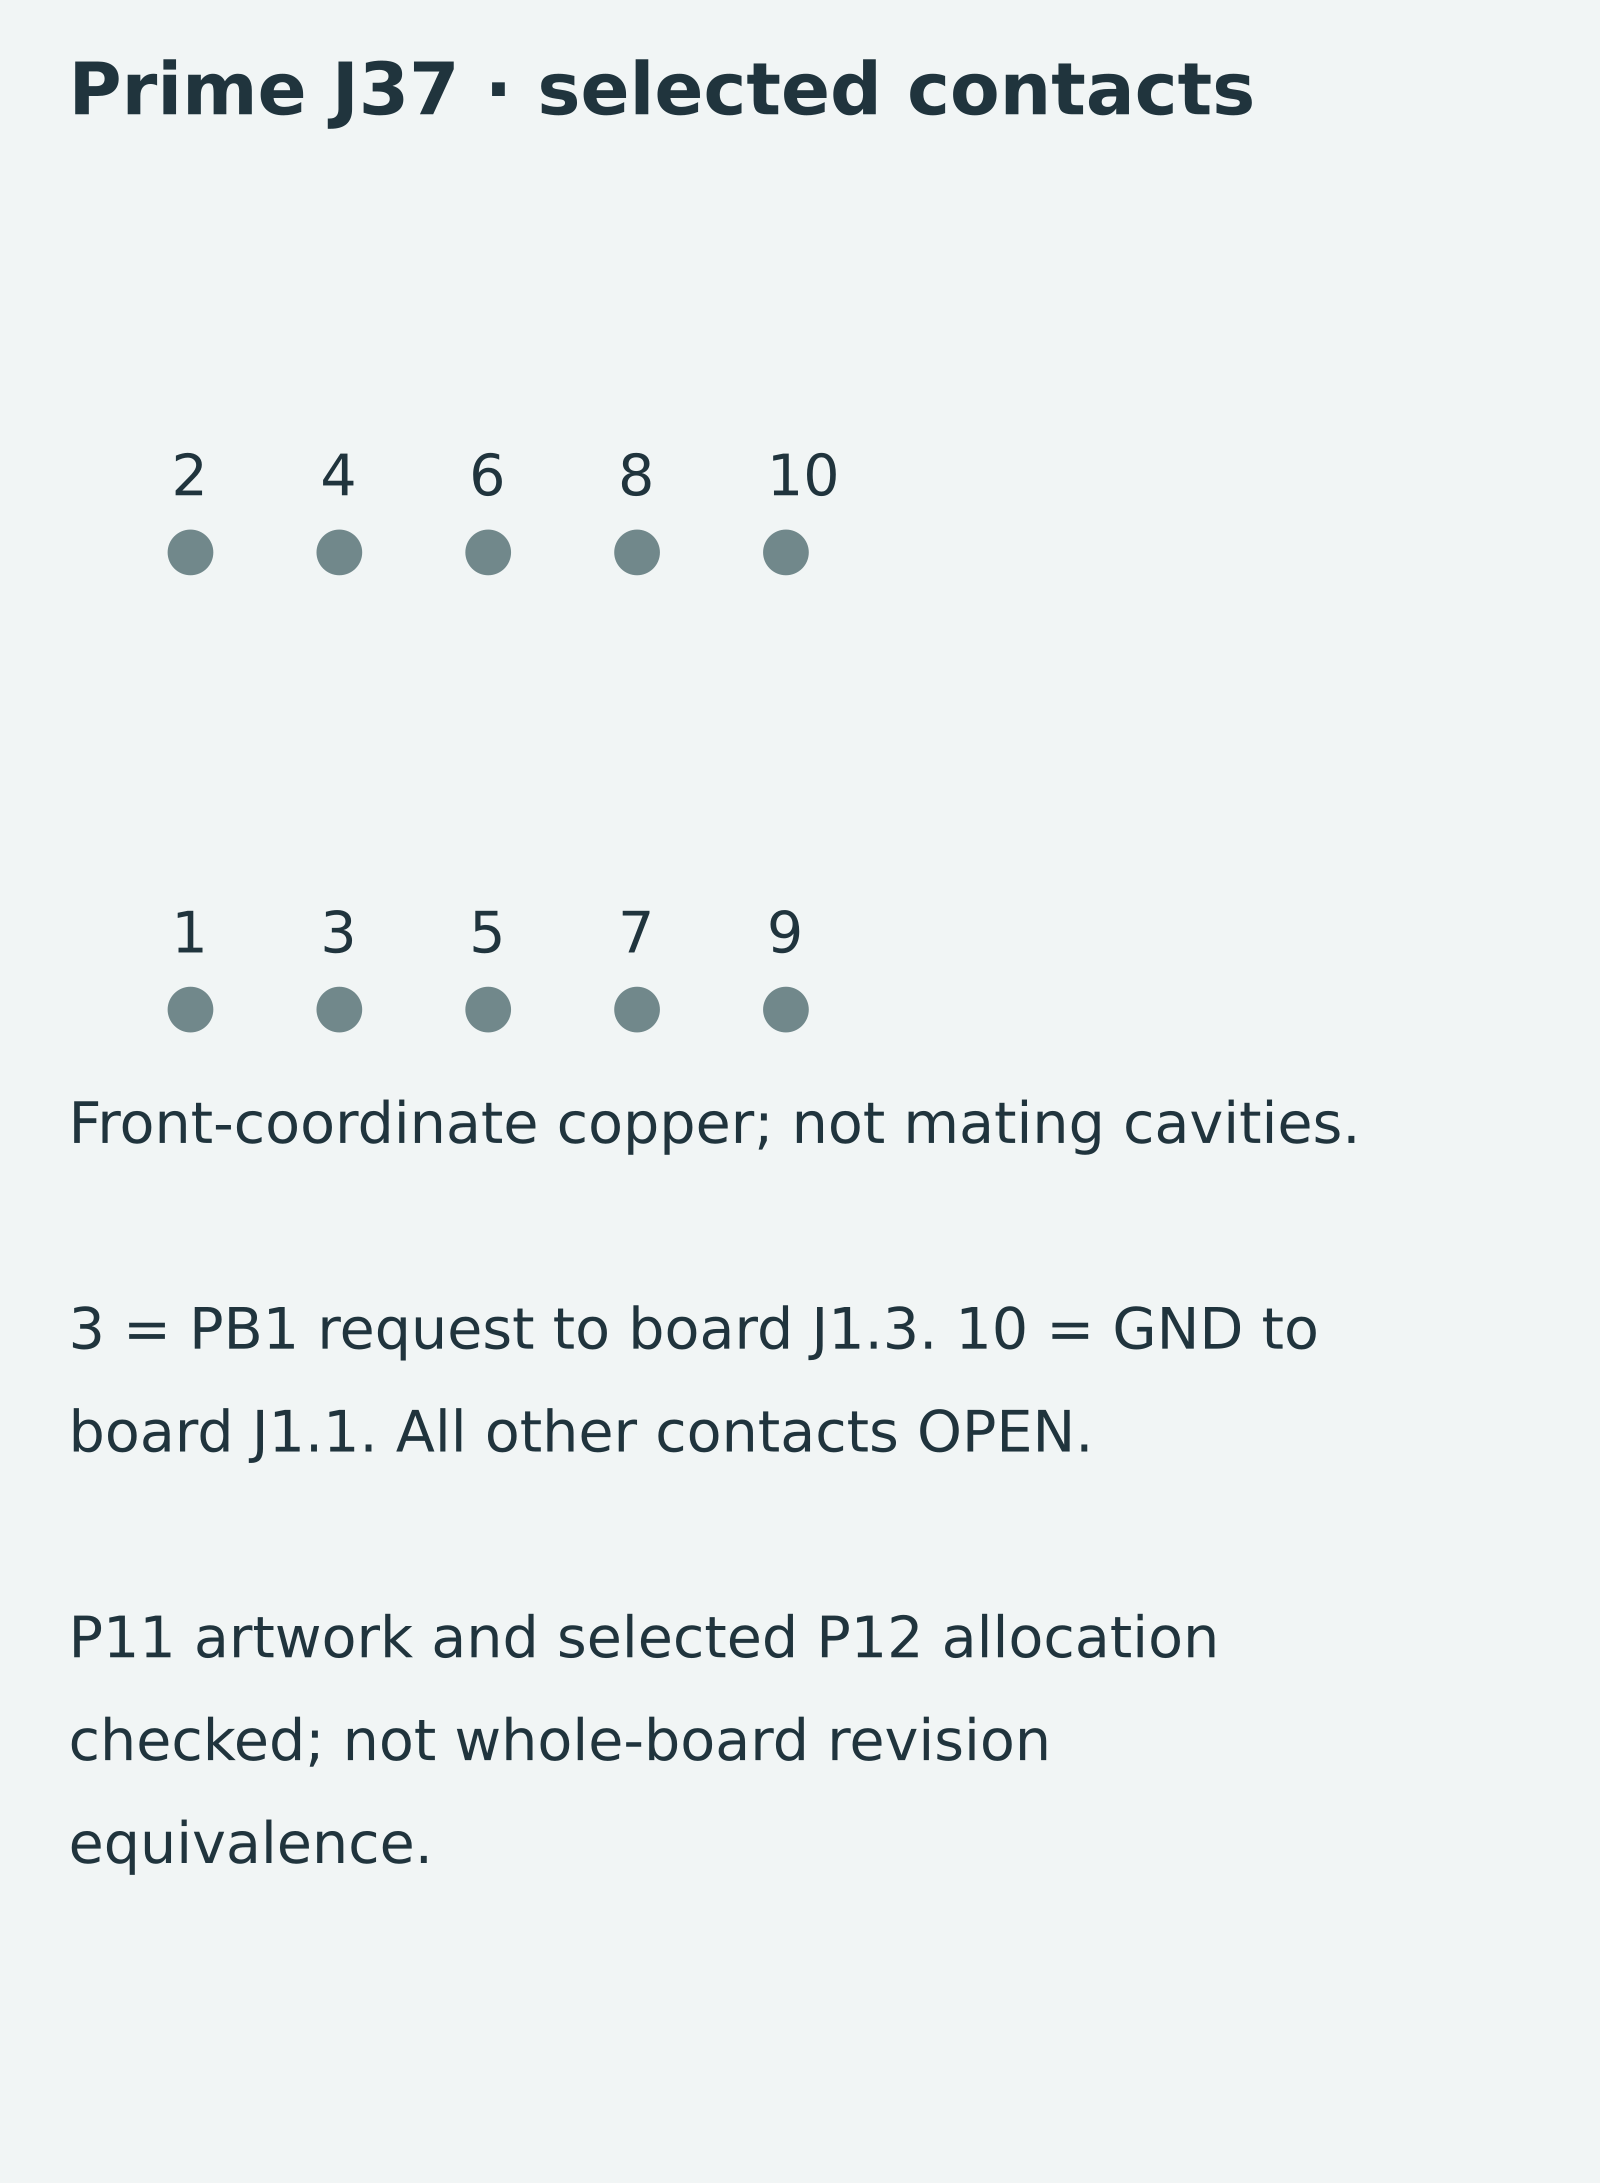 Prime J37 · selected contacts
2 4 6 8 10
1 3 5 7 9
Front-coordinate copper; not mating cavities.
3 = PB1 request to board J1.3. 10 = GND to
board J1.1. All other contacts OPEN.
P11 artwork and selected P12 allocation
checked; not whole-board revision
equivalence.